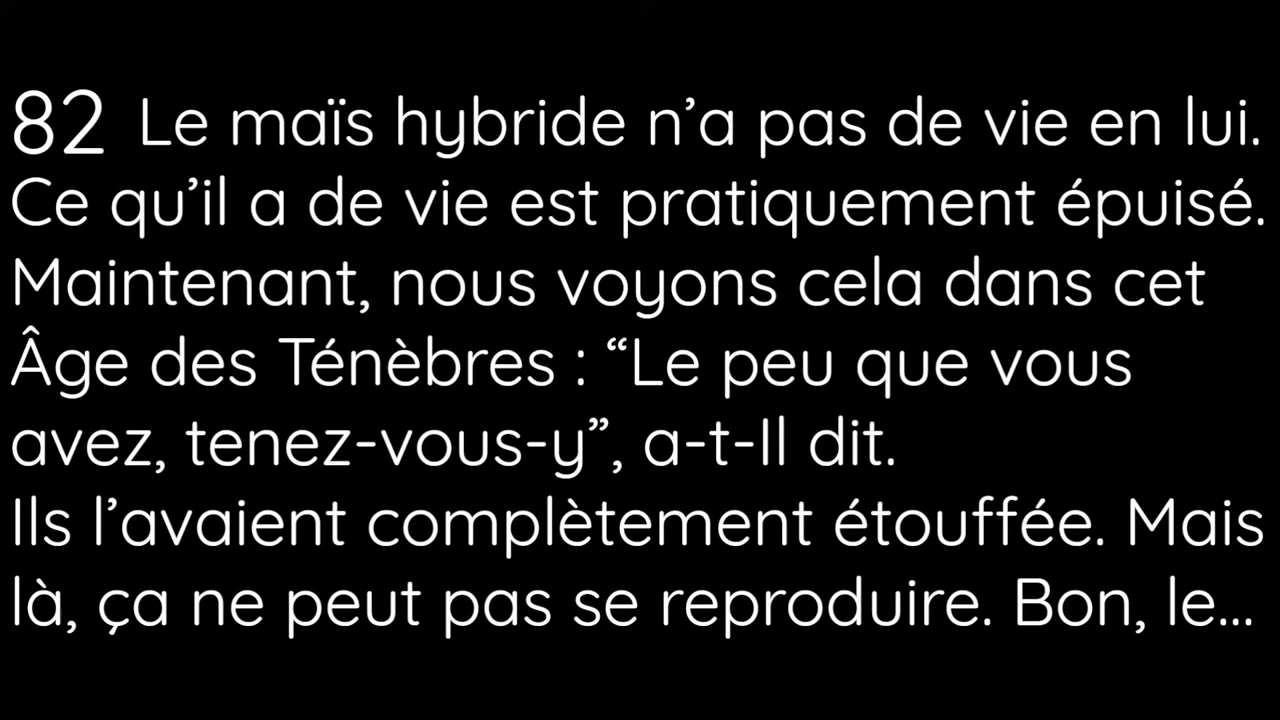 82 Le maïs hybride n’a pas de vie en lui.
Ce qu’il a de vie est pratiquement épuisé.
Maintenant, nous voyons cela dans cet
Âge des Ténèbres : “Le peu que vous
avez, tenez-vous-y”, a-t-Il dit.
Ils l’avaient complètement étouffée. Mais
là, ça ne peut pas se reproduire. Bon, le...